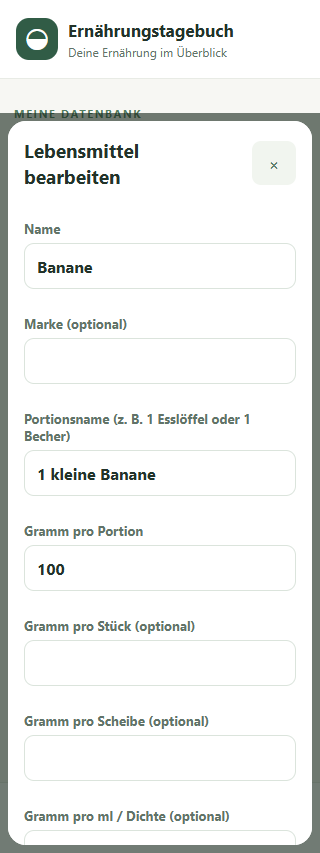 Ernährungstagebuch
Deine Ernährung im Überblick
MEINE DATENBANK
Lebensmittel
bearbeiten
×
Name
Banane
Marke (optional)
Portionsname (z. B. 1 Esslöffel oder 1
Becher)
1 kleine Banane
Gramm pro Portion
100
Gramm pro Stück (optional)
Gramm pro Scheibe (optional)
Gramm pro ml / Dichte (optional)